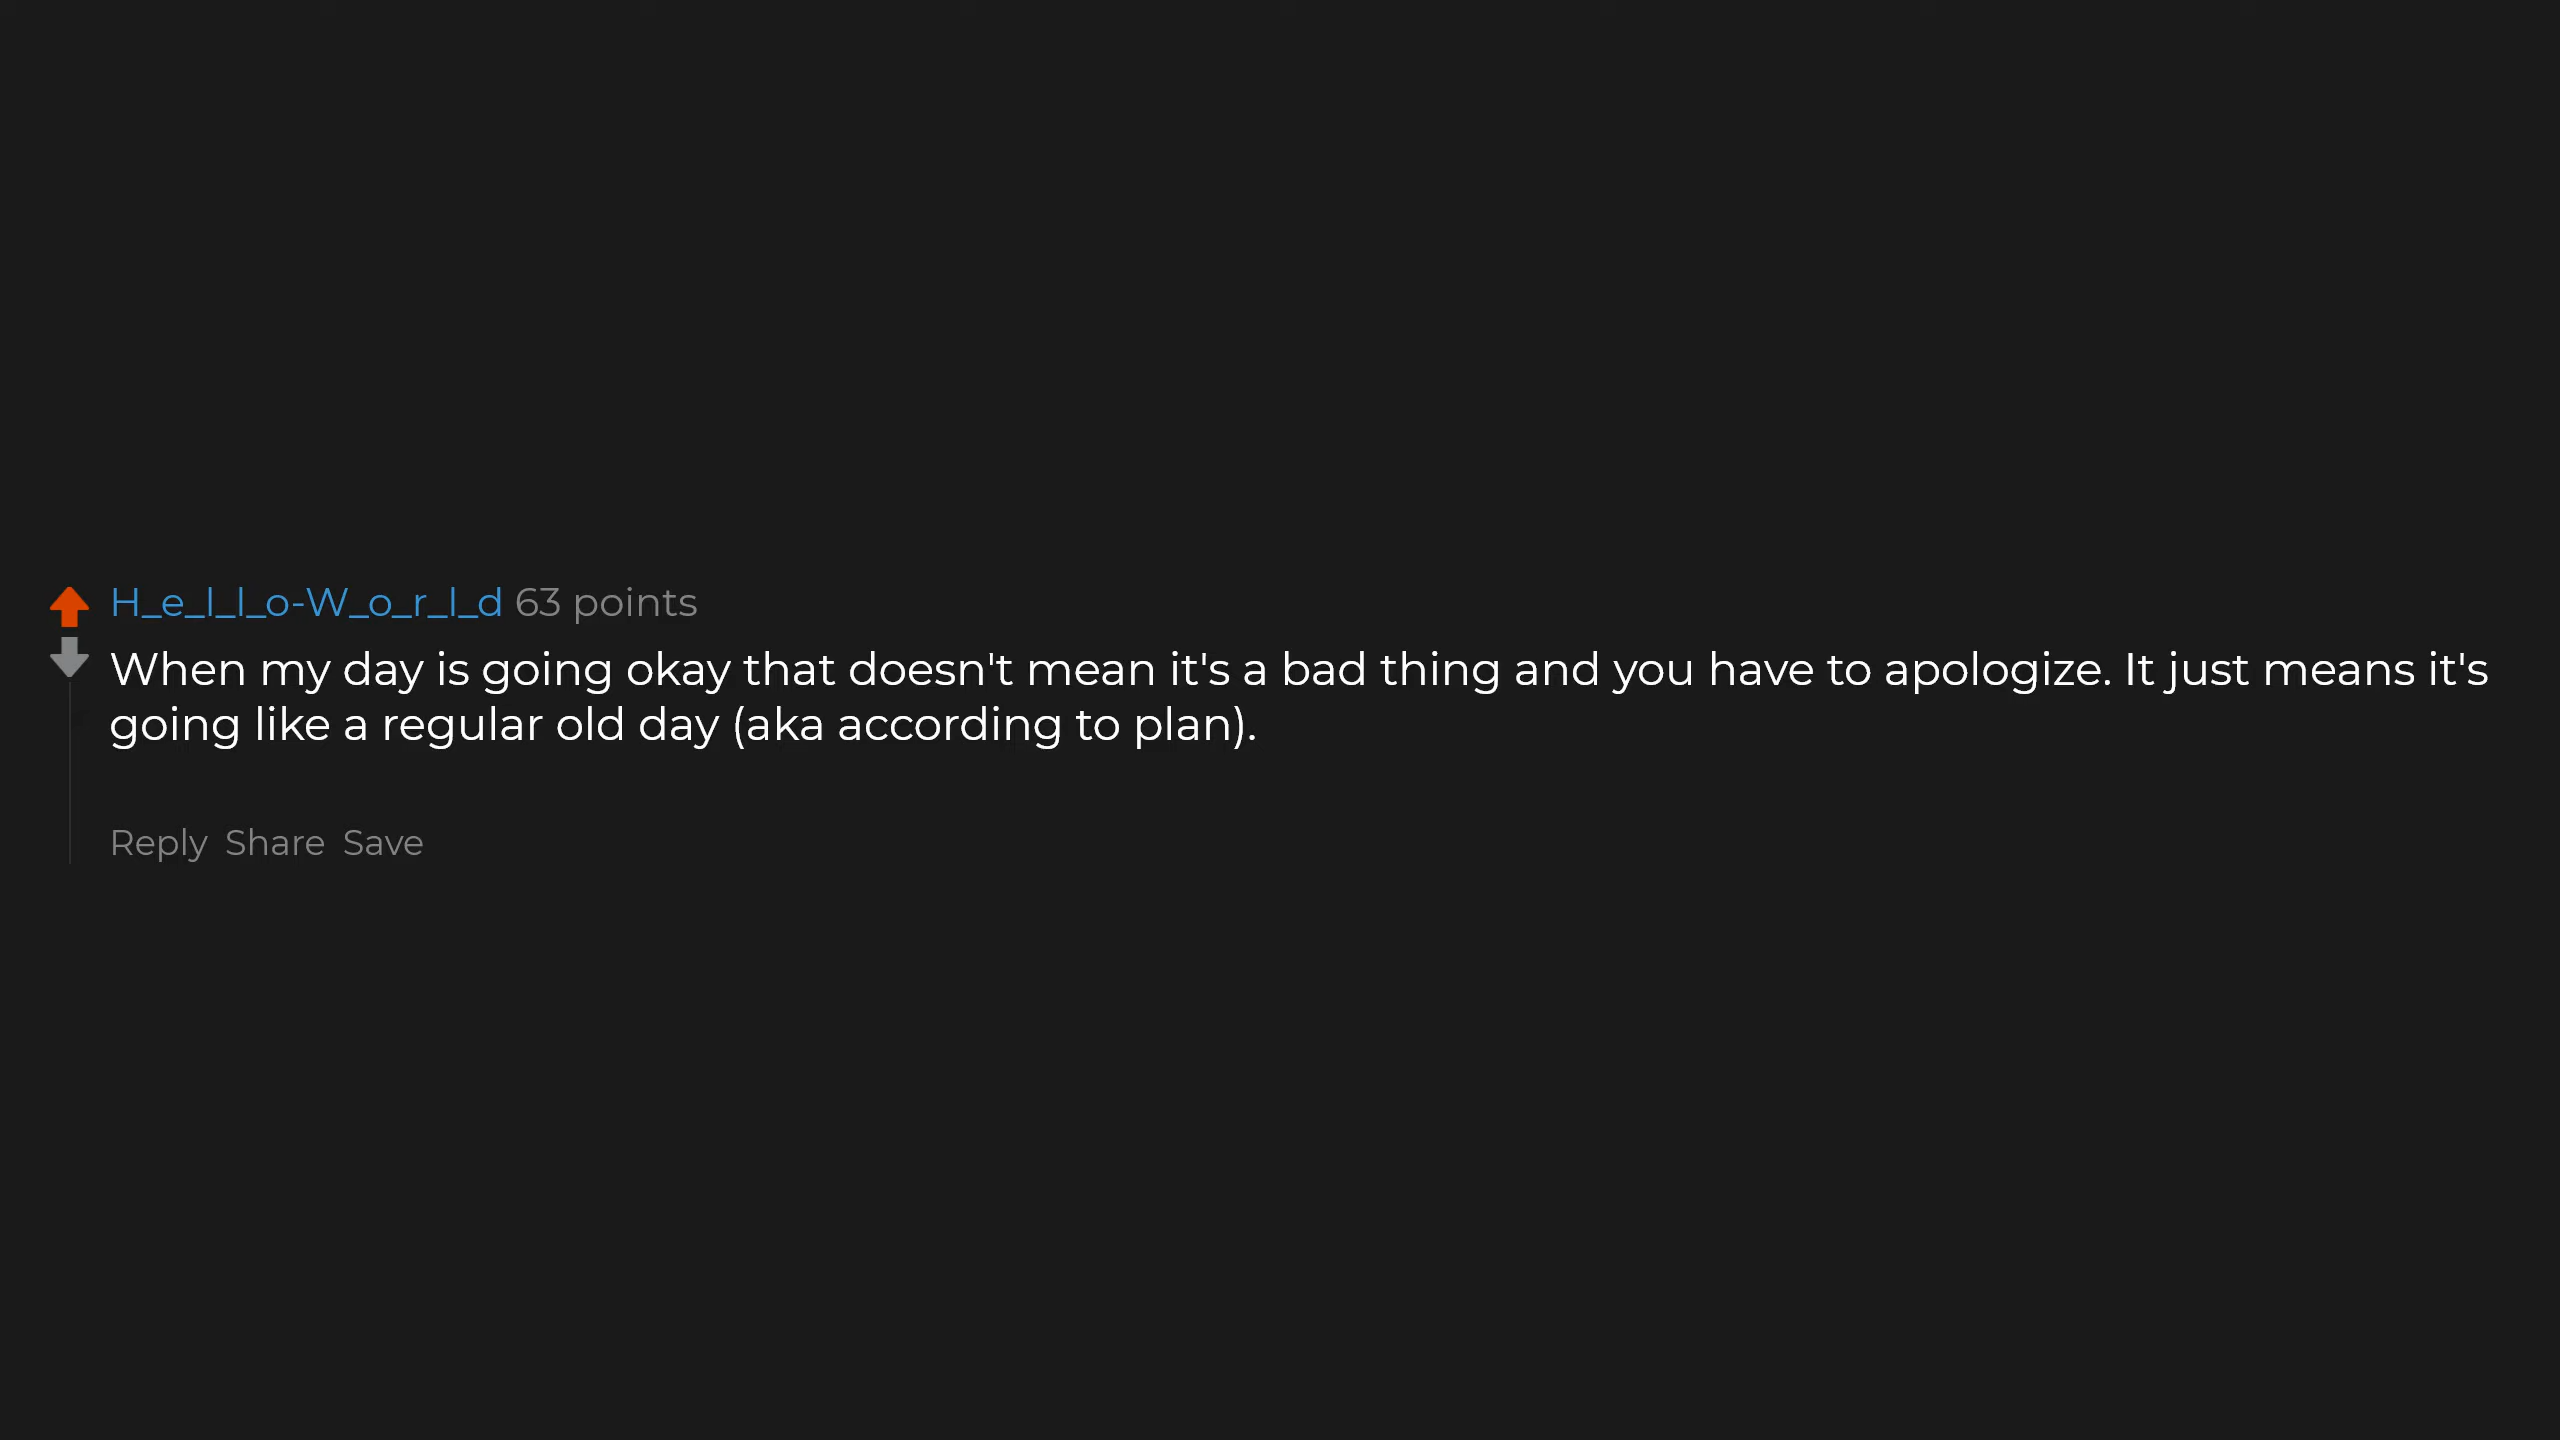 H_e_l_l_o-W_o_r_l_d 63 points
When my day is going okay that doesn't mean it's a bad thing and you have to apologize. It just means it's
going like a regular old day (aka according to plan).
Reply Share Save